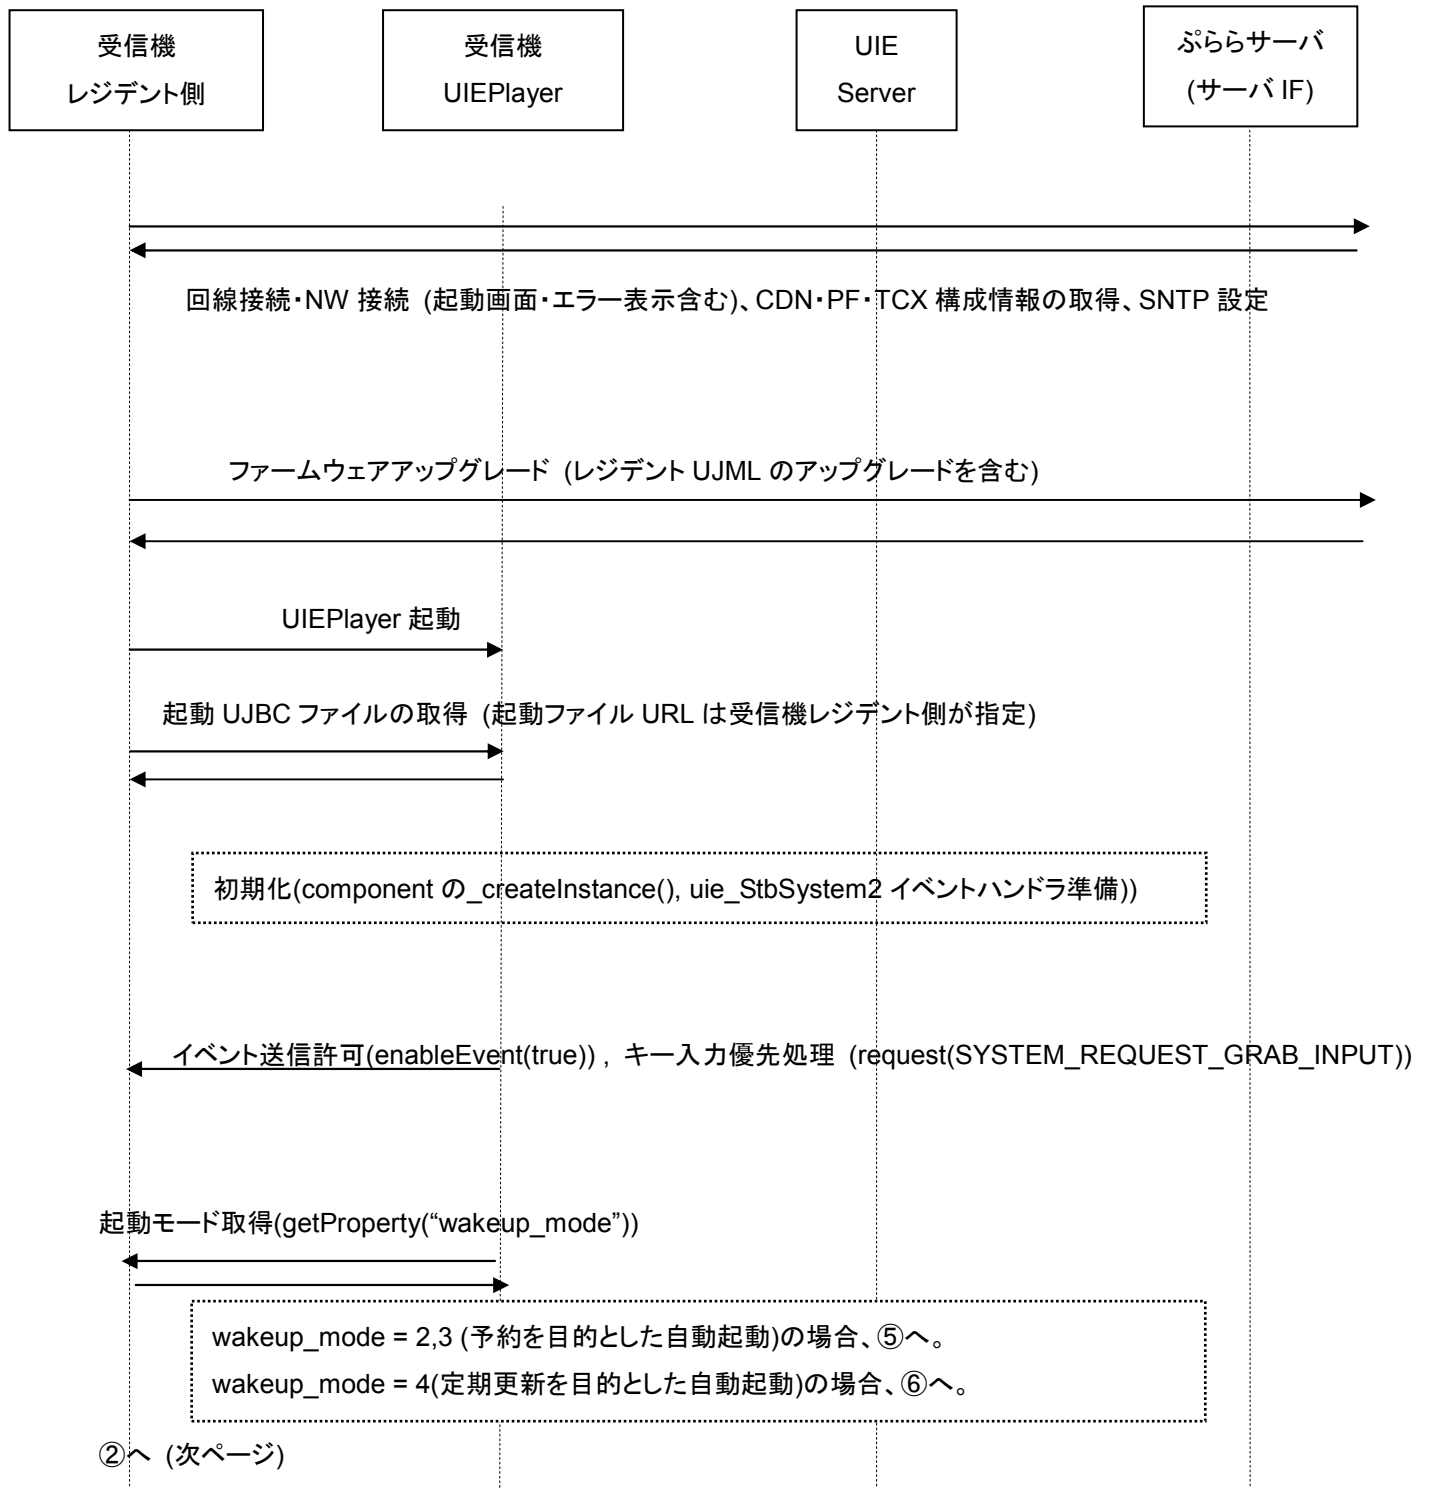 受信機
レジデント側
受信機
UIEPlayer
UIE
Server
ぷららサーバ
(サーバ IF)
回線接続・NW 接続 (起動画面・エラー表示含む)、CDN・PF・TCX 構成情報の取得、SNTP 設定
ファームウェアアップグレード (レジデント UJML のアップグレードを含む)
UIEPlayer 起動
起動 UJBC ファイルの取得 (起動ファイル URL は受信機レジデント側が指定)
初期化(component の_createInstance(), uie_StbSystem2 イベントハンドラ準備))
イベント送信許可(enableEvent(true)) , キー入力優先処理 (request(SYSTEM_REQUEST_GRAB_INPUT))
起動モード取得(getProperty(“wakeup_mode”))
wakeup_mode = 2,3 (予約を目的とした自動起動)の場合、⑤へ。
wakeup_mode = 4(定期更新を目的とした自動起動)の場合、⑥へ。
②へ (次ページ)